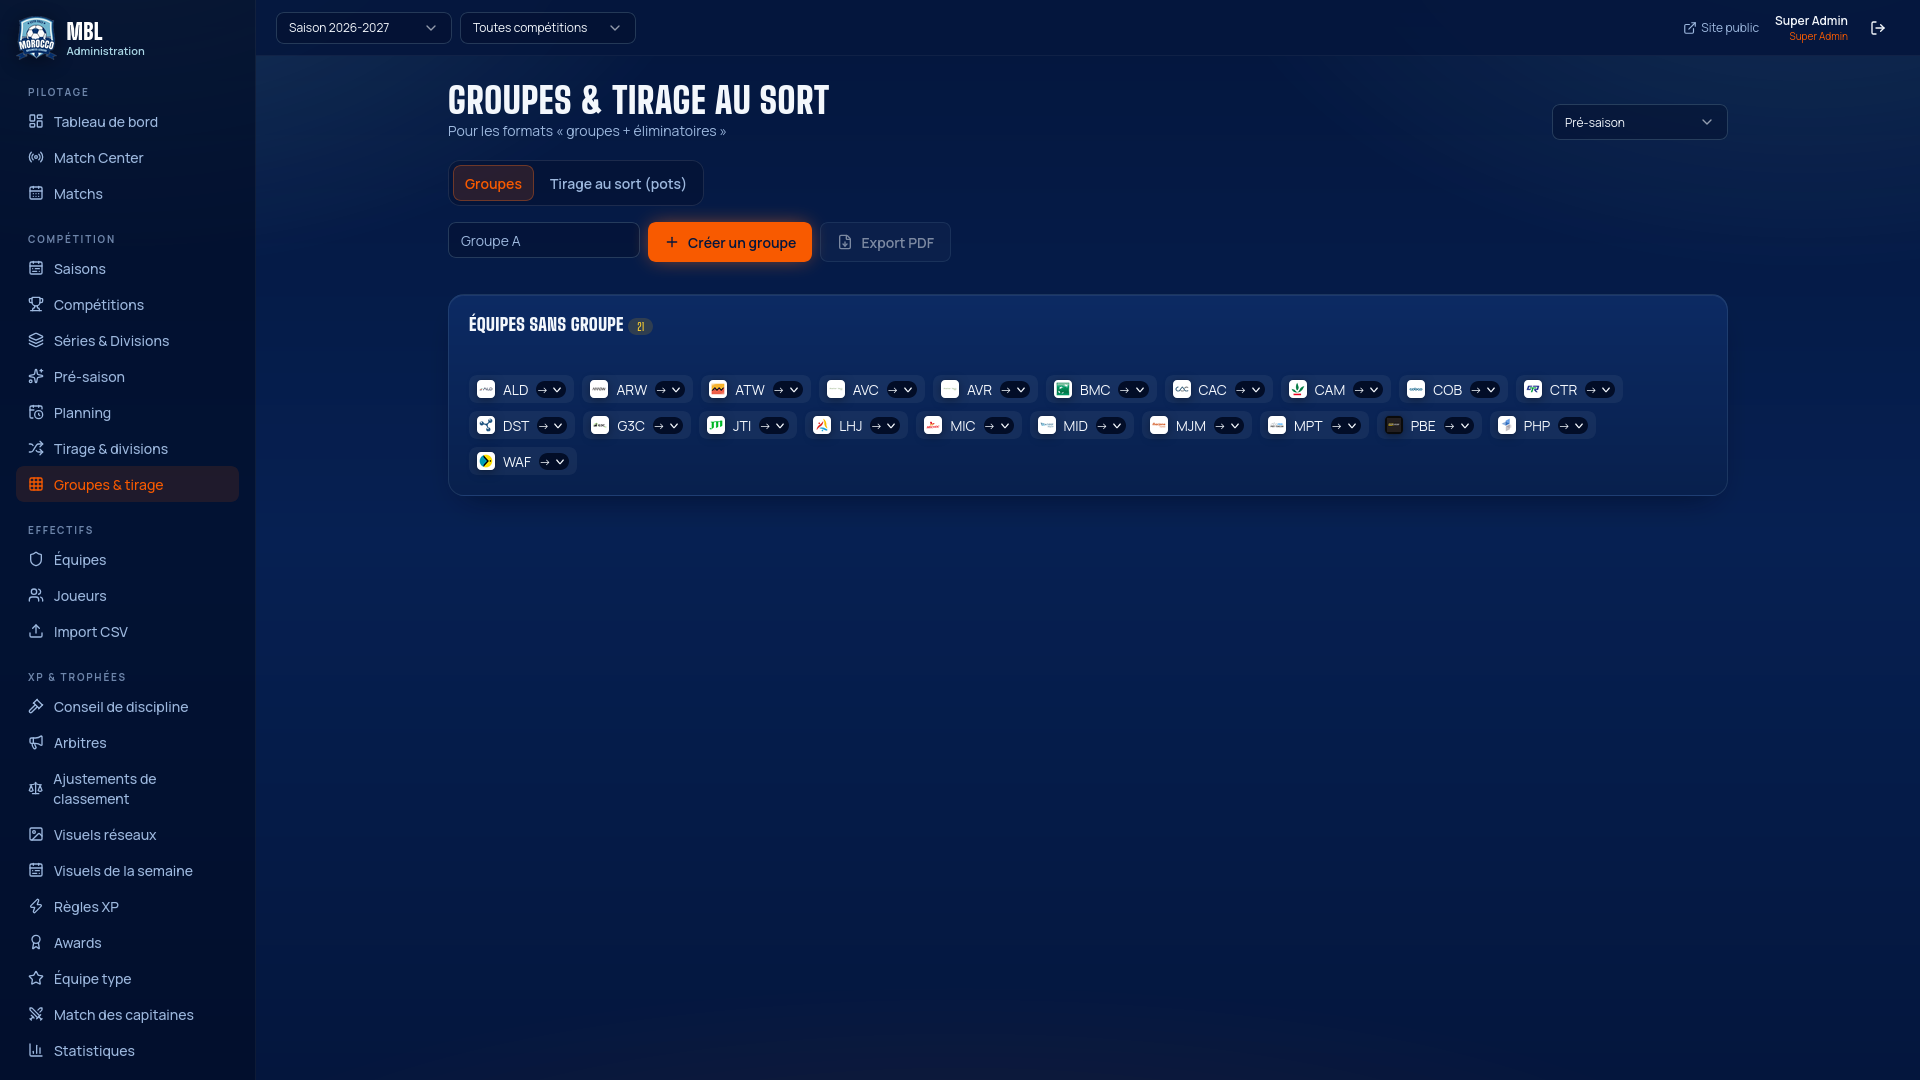 MBL
Administration
MOROCCO
PILOTAGE
Tableau de bord
Match Center
Matchs
COMPÉTITION
Saisons
Compétitions
Séries & Divisions
Pré-saison
Planning
Tirage & divisions
Groupes & tirage
EFFECTIFS
Équipes
Joueurs
Import CSV
XP & TROPHÉES
Conseil de discipline
Arbitres
Ajustements de
classement
Visuels réseaux
Visuels de la semaine
Règles XP
Awards
Équipe type
Match des capitaines
Statistiques
Saison 2026-2027
Toutes compétitions
Site public
Super Admin
Super Admin
GROUPES & TIRAGE AU SORT
Pour les formats « groupes + éliminatoires »
Pré-saison
Groupes
Tirage au sort (pots)
Groupe A
+ Créer un groupe
Export PDF
ÉQUIPES SANS GROUPE 21
ALD → ARW → ATW → AVC → AVR → BMC → CAC → CAM → COB → CTR →
DST → G3C → JTI → LHJ → MIC → MID → MJM → MPT → PBE → PHP →
WAF →